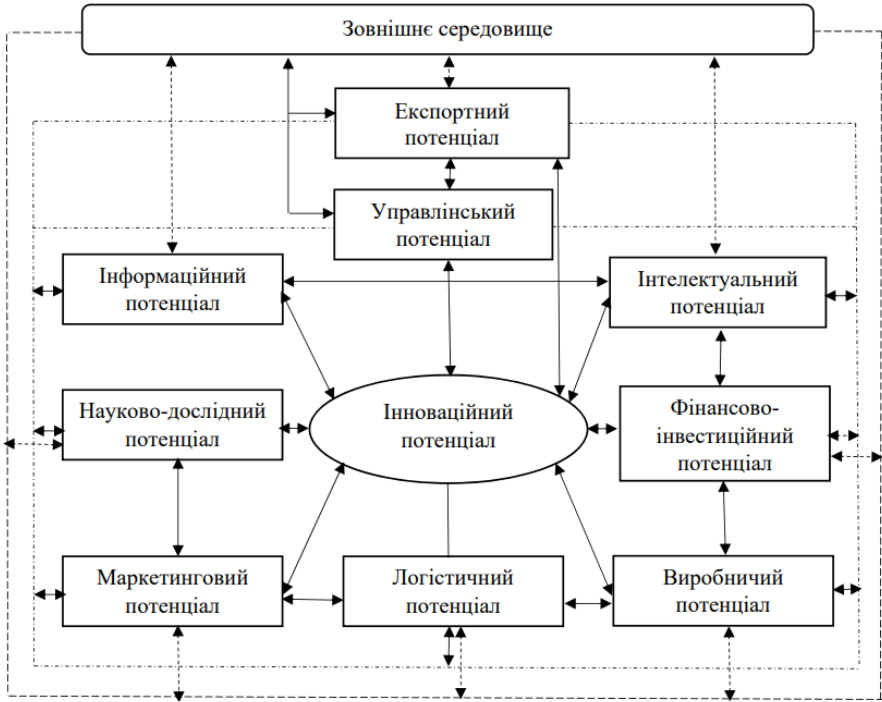 Зовнішнє середовище
Експортний
потенціал
Управлінський
потенціал
Інформаційний
потенціал
Інтелектуальний
потенціал
Науково-дослідний
потенціал
Інноваційний
потенціал
Фінансово-
інвестиційний
потенціал
Маркетинговий
потенціал
Логістичний
потенціал
Виробничий
потенціал